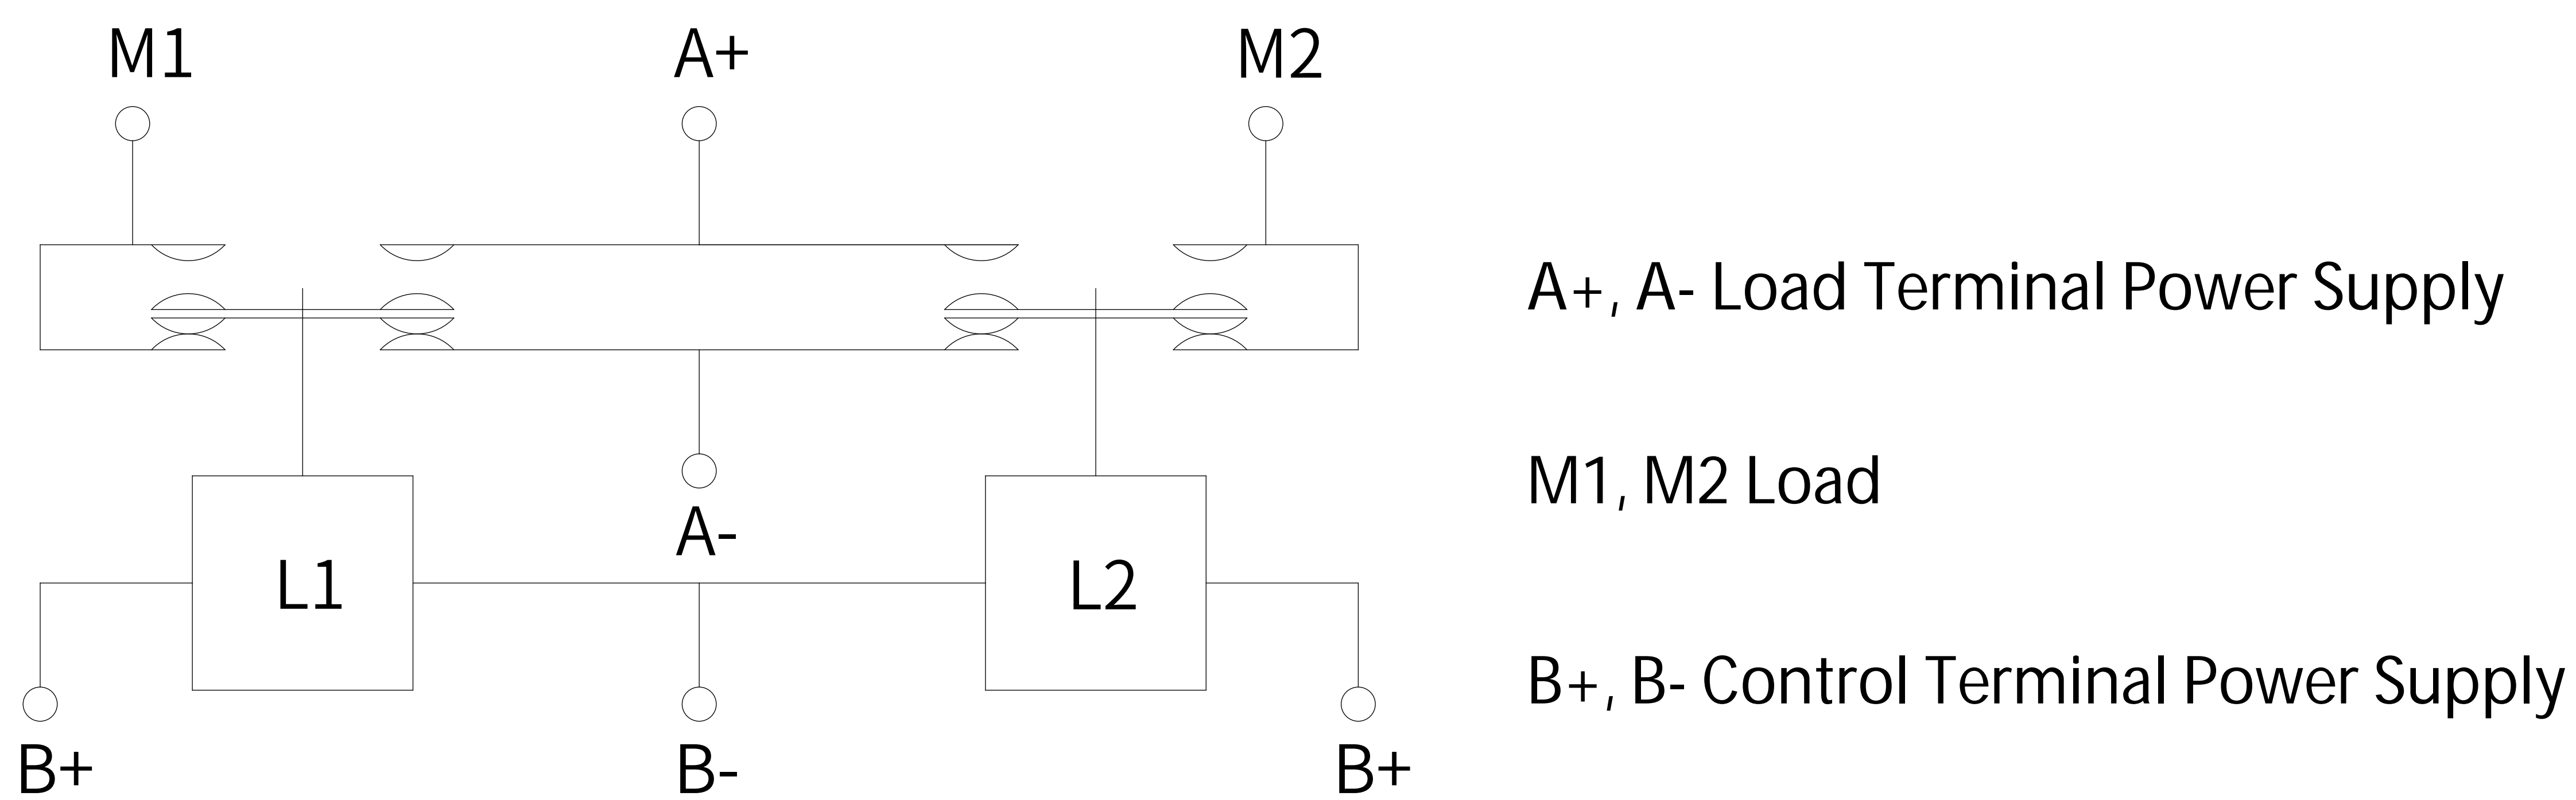 M1
A+
M2
A+, A- Load Terminal Power Supply
M1, M2 Load
A-
L1
L2
B+, B- Control Terminal Power Supply
B+
B-
B+